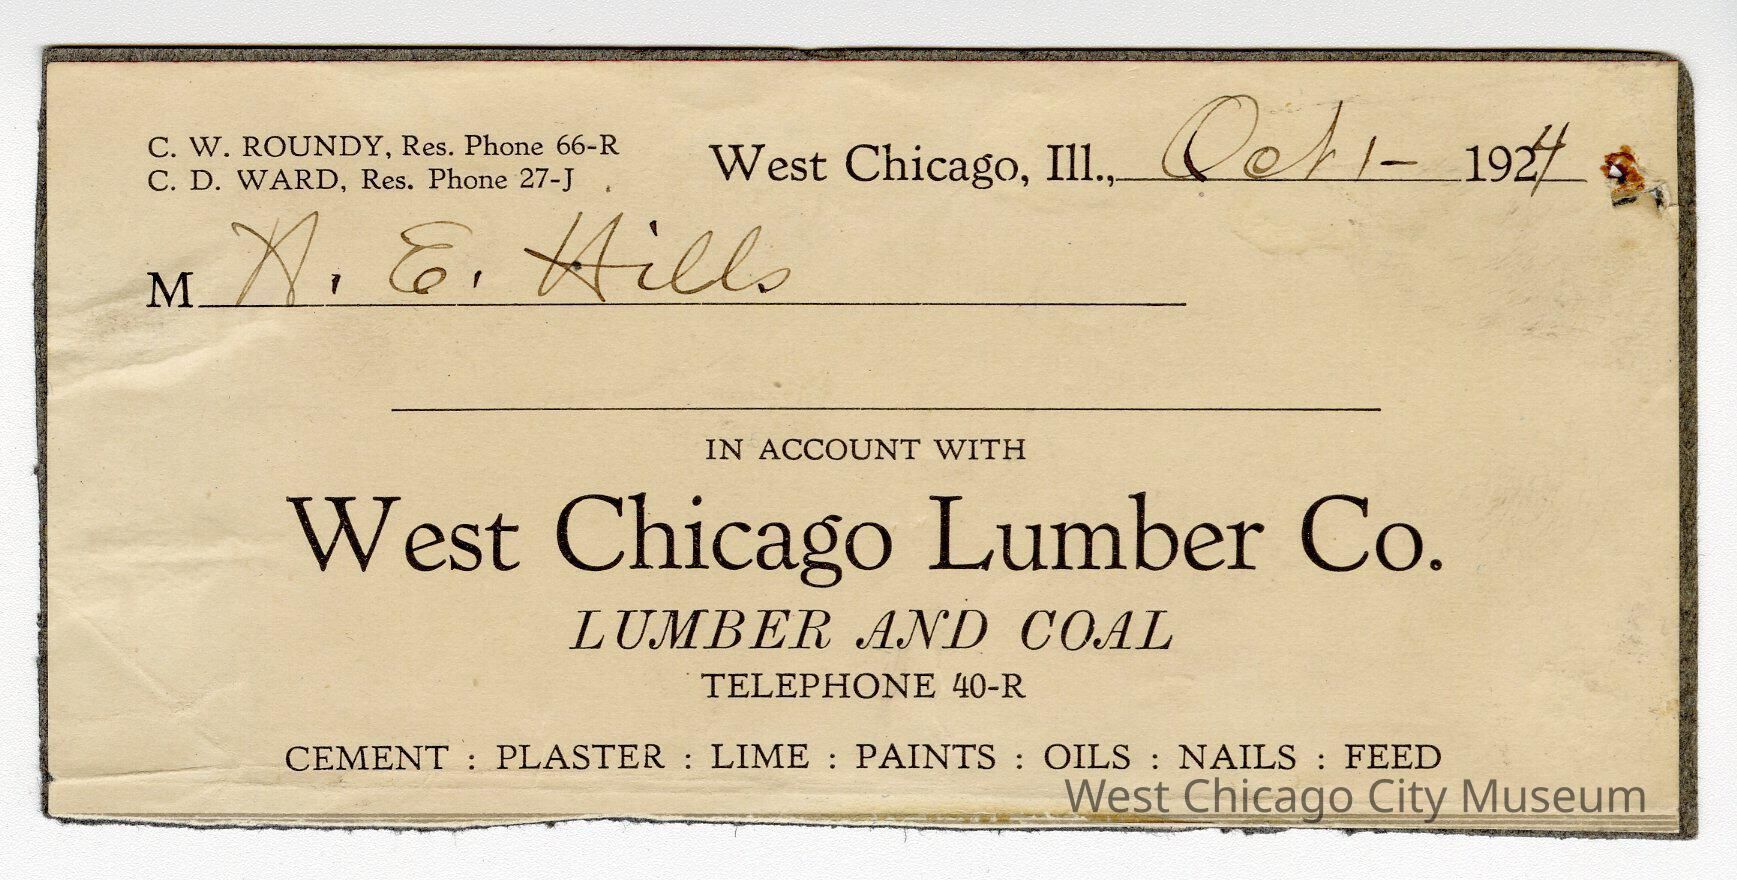 C. W. ROUNDY, Res. Phone 66-R
C. D. WARD, Res. Phone 27-J
West Chicago, Ill., Oct 1- 1924
M H. E. Hills
IN ACCOUNT WITH
West Chicago Lumber Co.
LUMBER AND COAL
TELEPHONE 40-R
CEMENT : PLASTER : LIME : PAINTS : OILS : NAILS : FEED
West Chicago City Museum